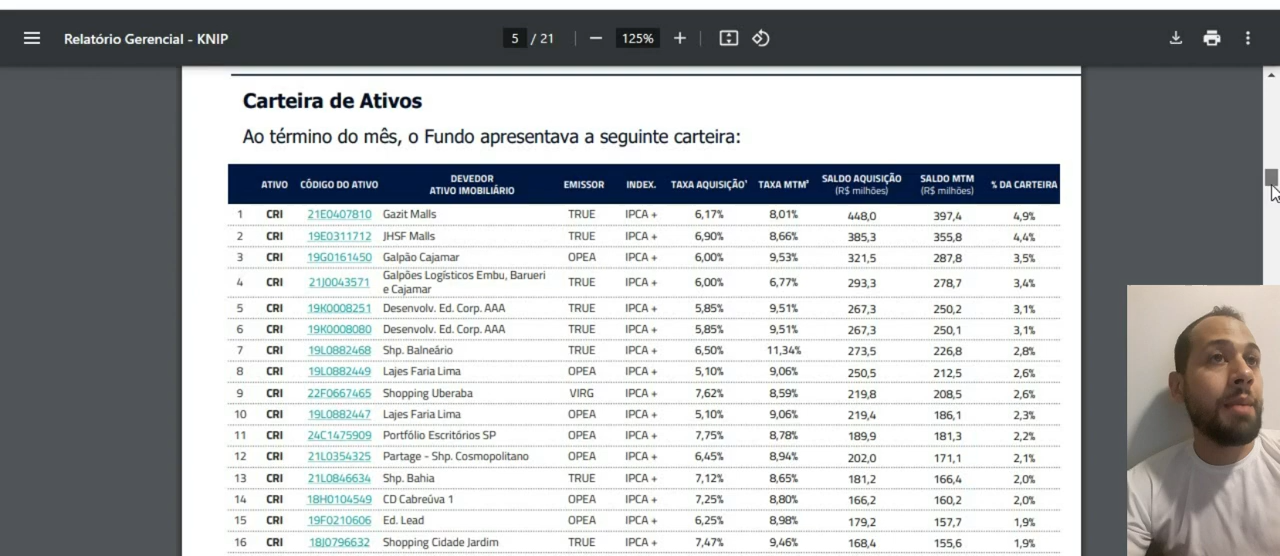 Relatório Gerencial - KNIP
5 / 21
125%
Carteira de Ativos
Ao término do mês, o Fundo apresentava a seguinte carteira:
ATIVO CÓDIGO DO ATIVO DEVEDOR ATIVO IMOBILIÁRIO EMISSOR INDEX. TAXA AQUISIÇÃO¹ TAXA MTM² SALDO AQUISIÇÃO (R$ milhões) SALDO MTM (R$ milhões) % DA CARTEIRA
1 CRI 21E0407810 Gazit Malls TRUE IPCA + 6,17% 8,01% 448,0 397,4 4,9%
2 CRI 19E0311712 JHSF Malls TRUE IPCA + 6,90% 8,66% 385,3 355,8 4,4%
3 CRI 19G0161450 Galpão Cajamar OPEA IPCA + 6,00% 9,53% 321,5 287,8 3,5%
4 CRI 21J0043571 Galpões Logísticos Embu, Barueri e Cajamar TRUE IPCA + 6,00% 6,77% 293,3 278,7 3,4%
5 CRI 19K0008251 Desenvolv. Ed. Corp. AAA TRUE IPCA + 5,85% 9,51% 267,3 250,2 3,1%
6 CRI 19K0008080 Desenvolv. Ed. Corp. AAA TRUE IPCA + 5,85% 9,51% 267,3 250,1 3,1%
7 CRI 19L0882468 Shp. Balneário TRUE IPCA + 6,50% 11,34% 273,5 226,8 2,8%
8 CRI 19L0882449 Lajes Faria Lima OPEA IPCA + 5,10% 9,06% 250,5 212,5 2,6%
9 CRI 22F0667465 Shopping Uberaba VIRG IPCA + 7,62% 8,59% 219,8 208,5 2,6%
10 CRI 19L0882447 Lajes Faria Lima OPEA IPCA + 5,10% 9,06% 219,4 186,1 2,3%
11 CRI 24C1475909 Portfólio Escritórios SP OPEA IPCA + 7,75% 8,78% 189,9 181,3 2,2%
12 CRI 21L0354325 Partage - Shp. Cosmopolitano OPEA IPCA + 6,45% 8,94% 202,0 171,1 2,1%
13 CRI 21L0846634 Shp. Bahia TRUE IPCA + 7,12% 8,65% 181,2 166,4 2,0%
14 CRI 18H0104549 CD Cabreúva 1 OPEA IPCA + 7,25% 8,80% 166,2 160,2 2,0%
15 CRI 19F0210606 Ed. Lead OPEA IPCA + 6,25% 8,98% 179,2 157,7 1,9%
16 CRI 18J0796632 Shopping Cidade Jardim TRUE IPCA + 7,47% 9,46% 168,4 155,6 1,9%